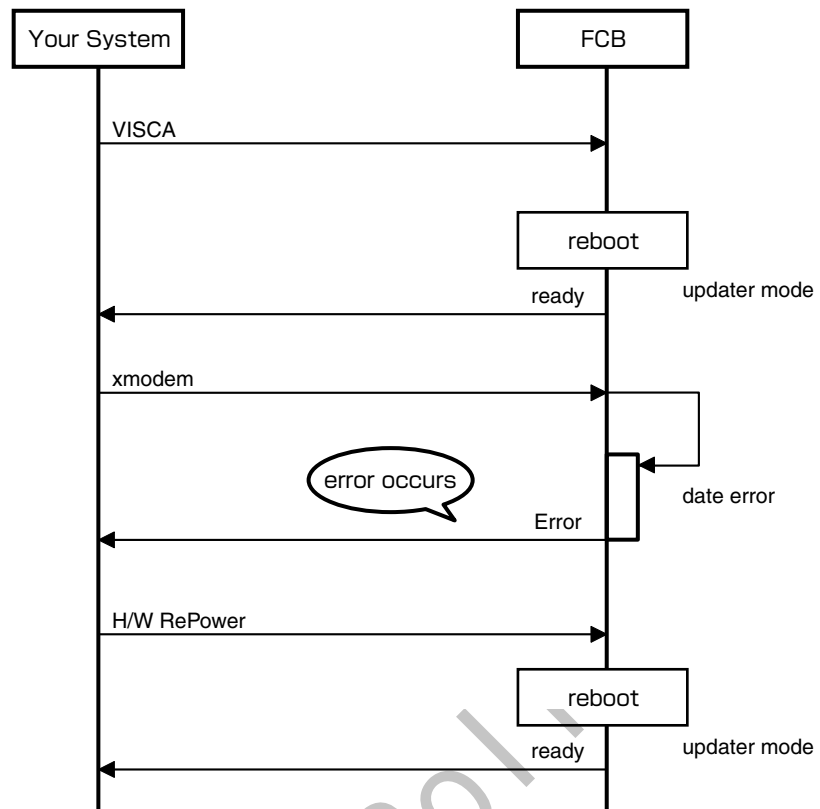 Your System
FCB
VISCA
reboot
ready
updater mode
xmodem
error occurs
date error
Error
H/W RePower
reboot
ready
updater mode